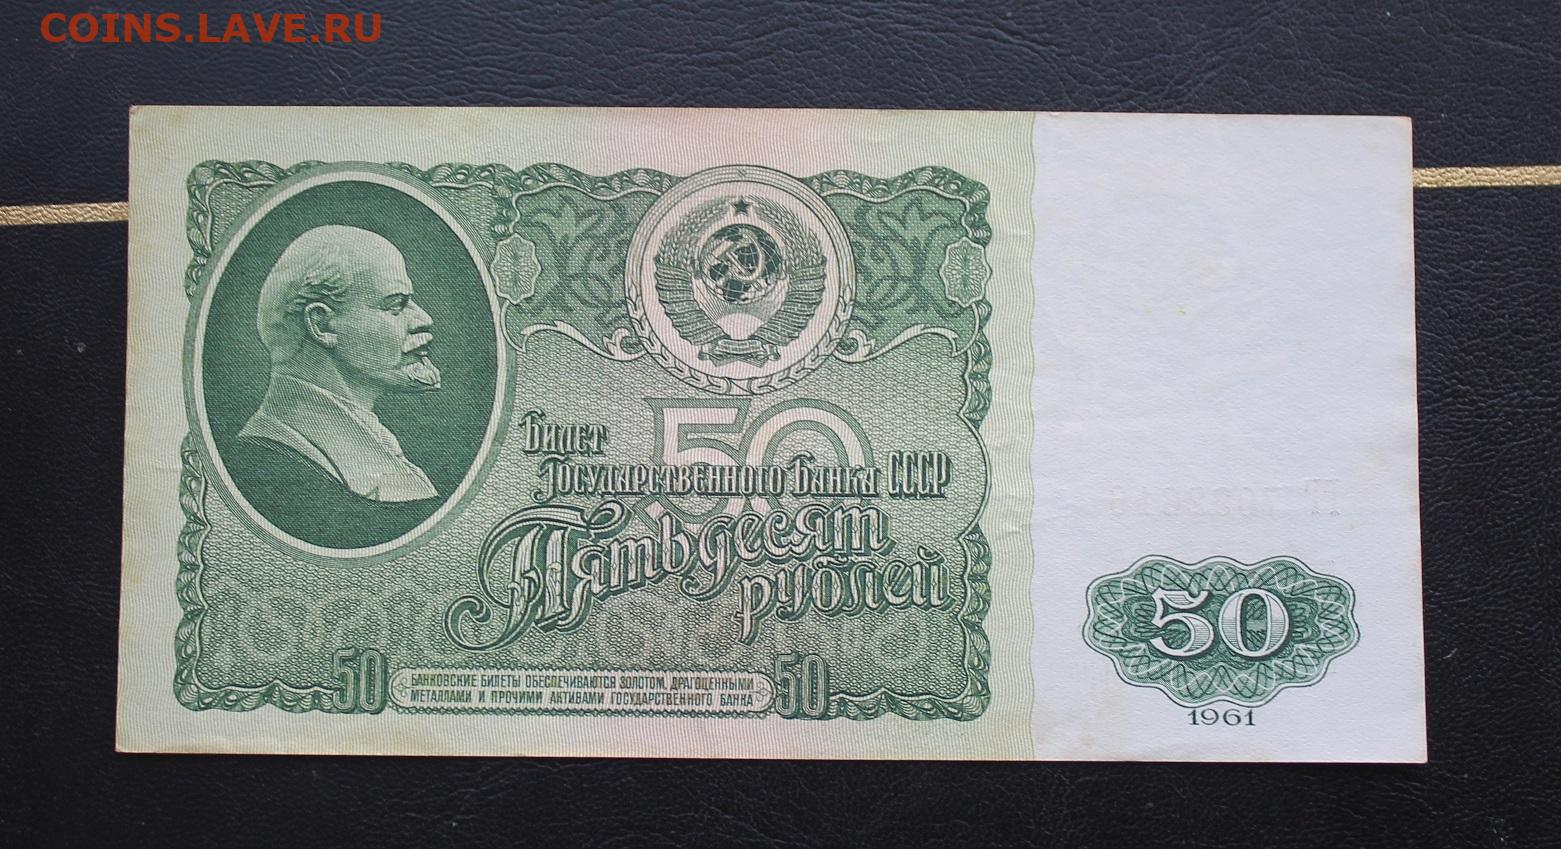 COINS.LAVE.RU
50
Билет
Государственного Банка СССР
Пятьдесят
рублей
50
БАНКОВСКИЕ БИЛЕТЫ ОБЕСПЕЧИВАЮТСЯ ЗОЛОТОМ, ДРАГОЦЕННЫМИ
МЕТАЛЛАМИ И ПРОЧИМИ АКТИВАМИ ГОСУДАРСТВЕННОГО БАНКА
50
50
1961